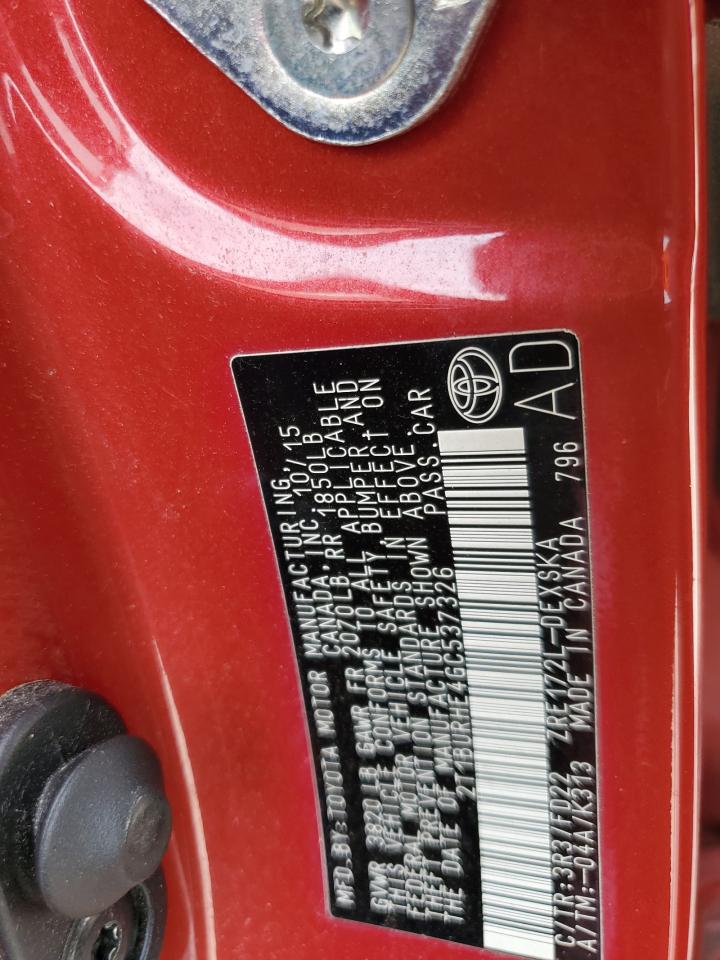 MFD.BY:TOYOTA MOTOR MANUFACTURING
CANADA,INC. 10/15
GVWR 3820LB GAWR FR 2070LB RR 1850LB
THIS VEHICLE CONFORMS TO ALL APPLICABLE
FEDERAL MOTOR VEHICLE SAFETY, BUMPER,AND
THEFT PREVENTION STANDARDS IN EFFECT ON
THE DATE OF MANUFACTURE SHOWN ABOVE.
2T1BURHE4GC537326 PASS.CAR
C/TR:3R3/FD22 ZRE172L-DEXSKA
A/TM:-04A/K313 MADE IN CANADA 796
AD